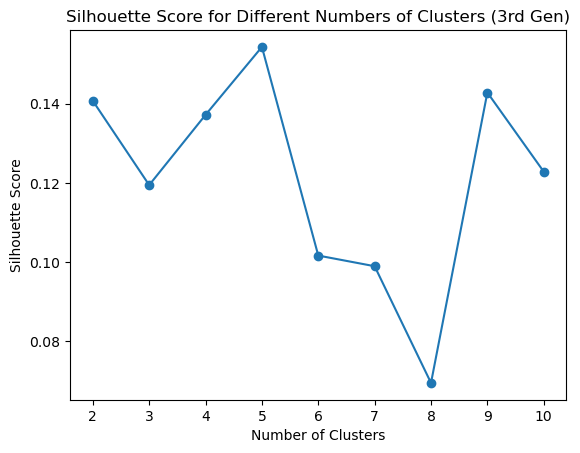 Silhouette Score for Different Numbers of Clusters (3rd Gen)
0.14
0.12
0.10
0.08
Silhouette Score
2 3 4 5 6 7 8 9 10
Number of Clusters